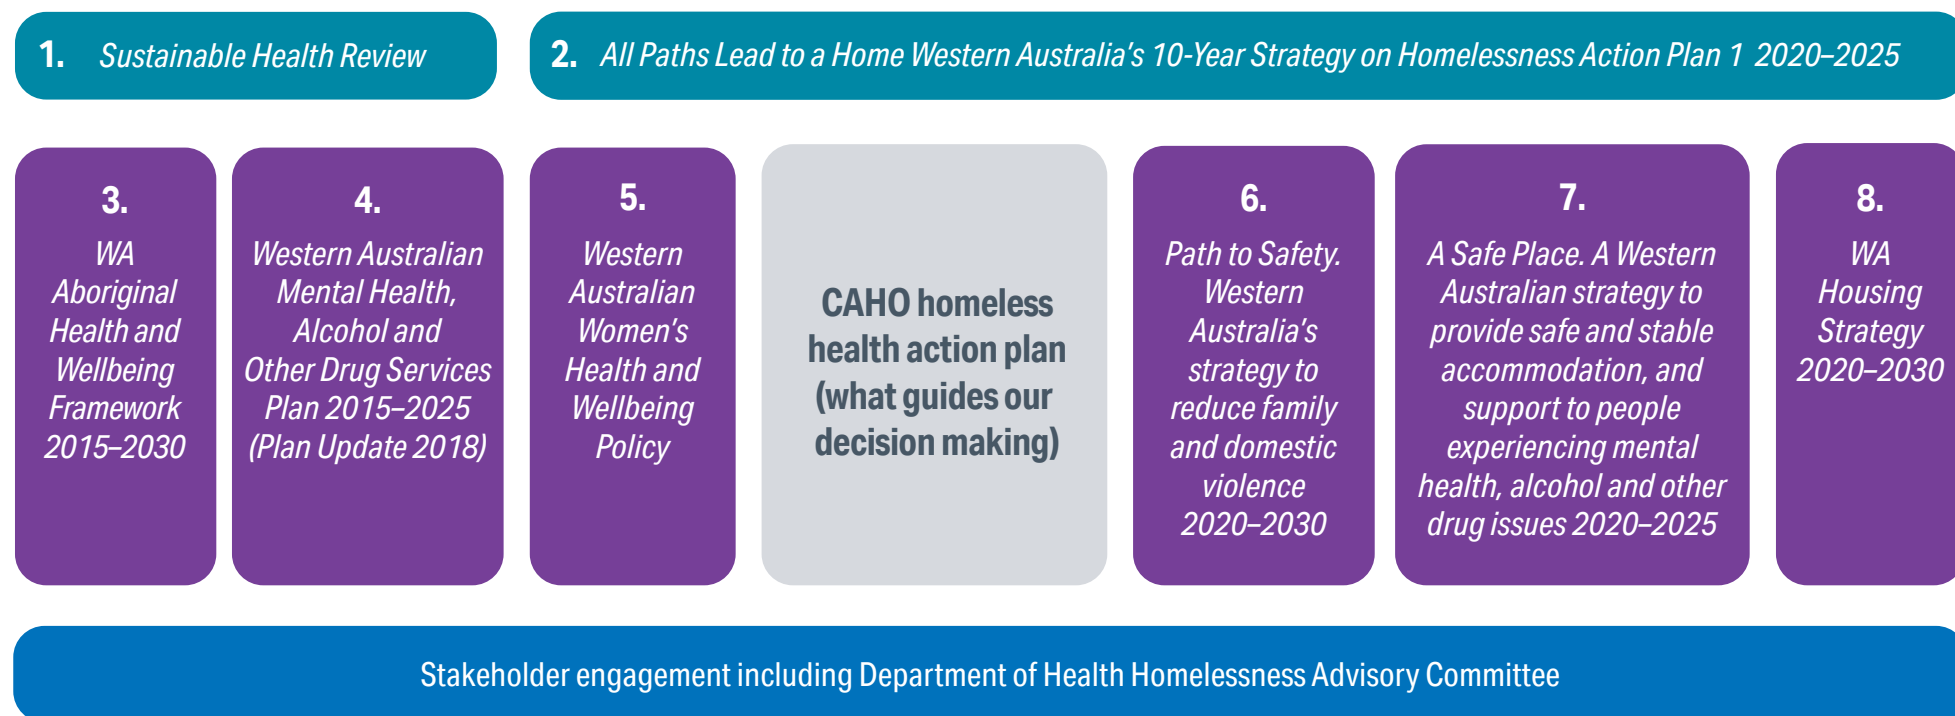 1. Sustainable Health Review
2. All Paths Lead to a Home Western Australia’s 10-Year Strategy on Homelessness Action Plan 1 2020–2025
3.
WA
Aboriginal
Health and
Wellbeing
Framework
2015–2030
4.
Western Australian
Mental Health,
Alcohol and
Other Drug Services
Plan 2015–2025
(Plan Update 2018)
5.
Western
Australian
Women’s
Health and
Wellbeing
Policy
CAHO homeless
health action plan
(what guides our
decision making)
6.
Path to Safety.
Western
Australia’s
strategy to
reduce family
and domestic
violence
2020–2030
7.
A Safe Place. A Western
Australian strategy to
provide safe and stable
accommodation, and
support to people
experiencing mental
health, alcohol and other
drug issues 2020–2025
8.
WA
Housing
Strategy
2020–2030
Stakeholder engagement including Department of Health Homelessness Advisory Committee